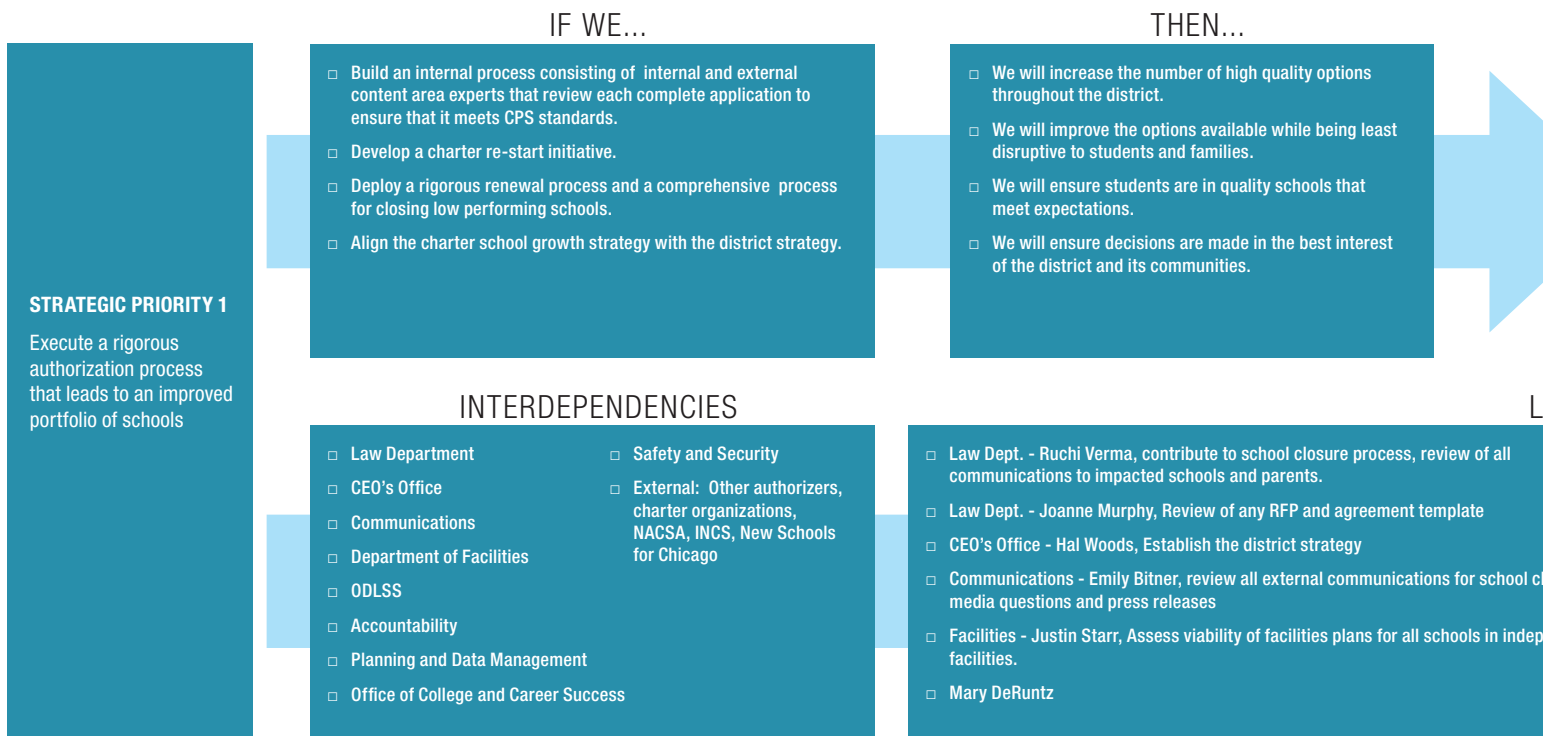 IF WE...
THEN...
STRATEGIC PRIORITY 1
Execute a rigorous
authorization process
that leads to an improved
portfolio of schools
□ Build an internal process consisting of internal and external
content area experts that review each complete application to
ensure that it meets CPS standards.
□ Develop a charter re-start initiative.
□ Deploy a rigorous renewal process and a comprehensive process
for closing low performing schools.
□ Align the charter school growth strategy with the district strategy.
□ We will increase the number of high quality options
throughout the district.
□ We will improve the options available while being least
disruptive to students and families.
□ We will ensure students are in quality schools that
meet expectations.
□ We will ensure decisions are made in the best interest
of the district and its communities.
INTERDEPENDENCIES
L
□ Law Department
□ CEO's Office
□ Communications
□ Department of Facilities
□ ODLSS
□ Accountability
□ Planning and Data Management
□ Office of College and Career Success
□ Safety and Security
□ External: Other authorizers,
charter organizations,
NACSA, INCS, New Schools
for Chicago
□ Law Dept. - Ruchi Verma, contribute to school closure process, review of all
communications to impacted schools and parents.
□ Law Dept. - Joanne Murphy, Review of any RFP and agreement template
□ CEO's Office - Hal Woods, Establish the district strategy
□ Communications - Emily Bitner, review all external communications for school
media questions and press releases
□ Facilities - Justin Starr, Assess viability of facilities plans for all schools in
facilities.
□ Mary DeRuntz